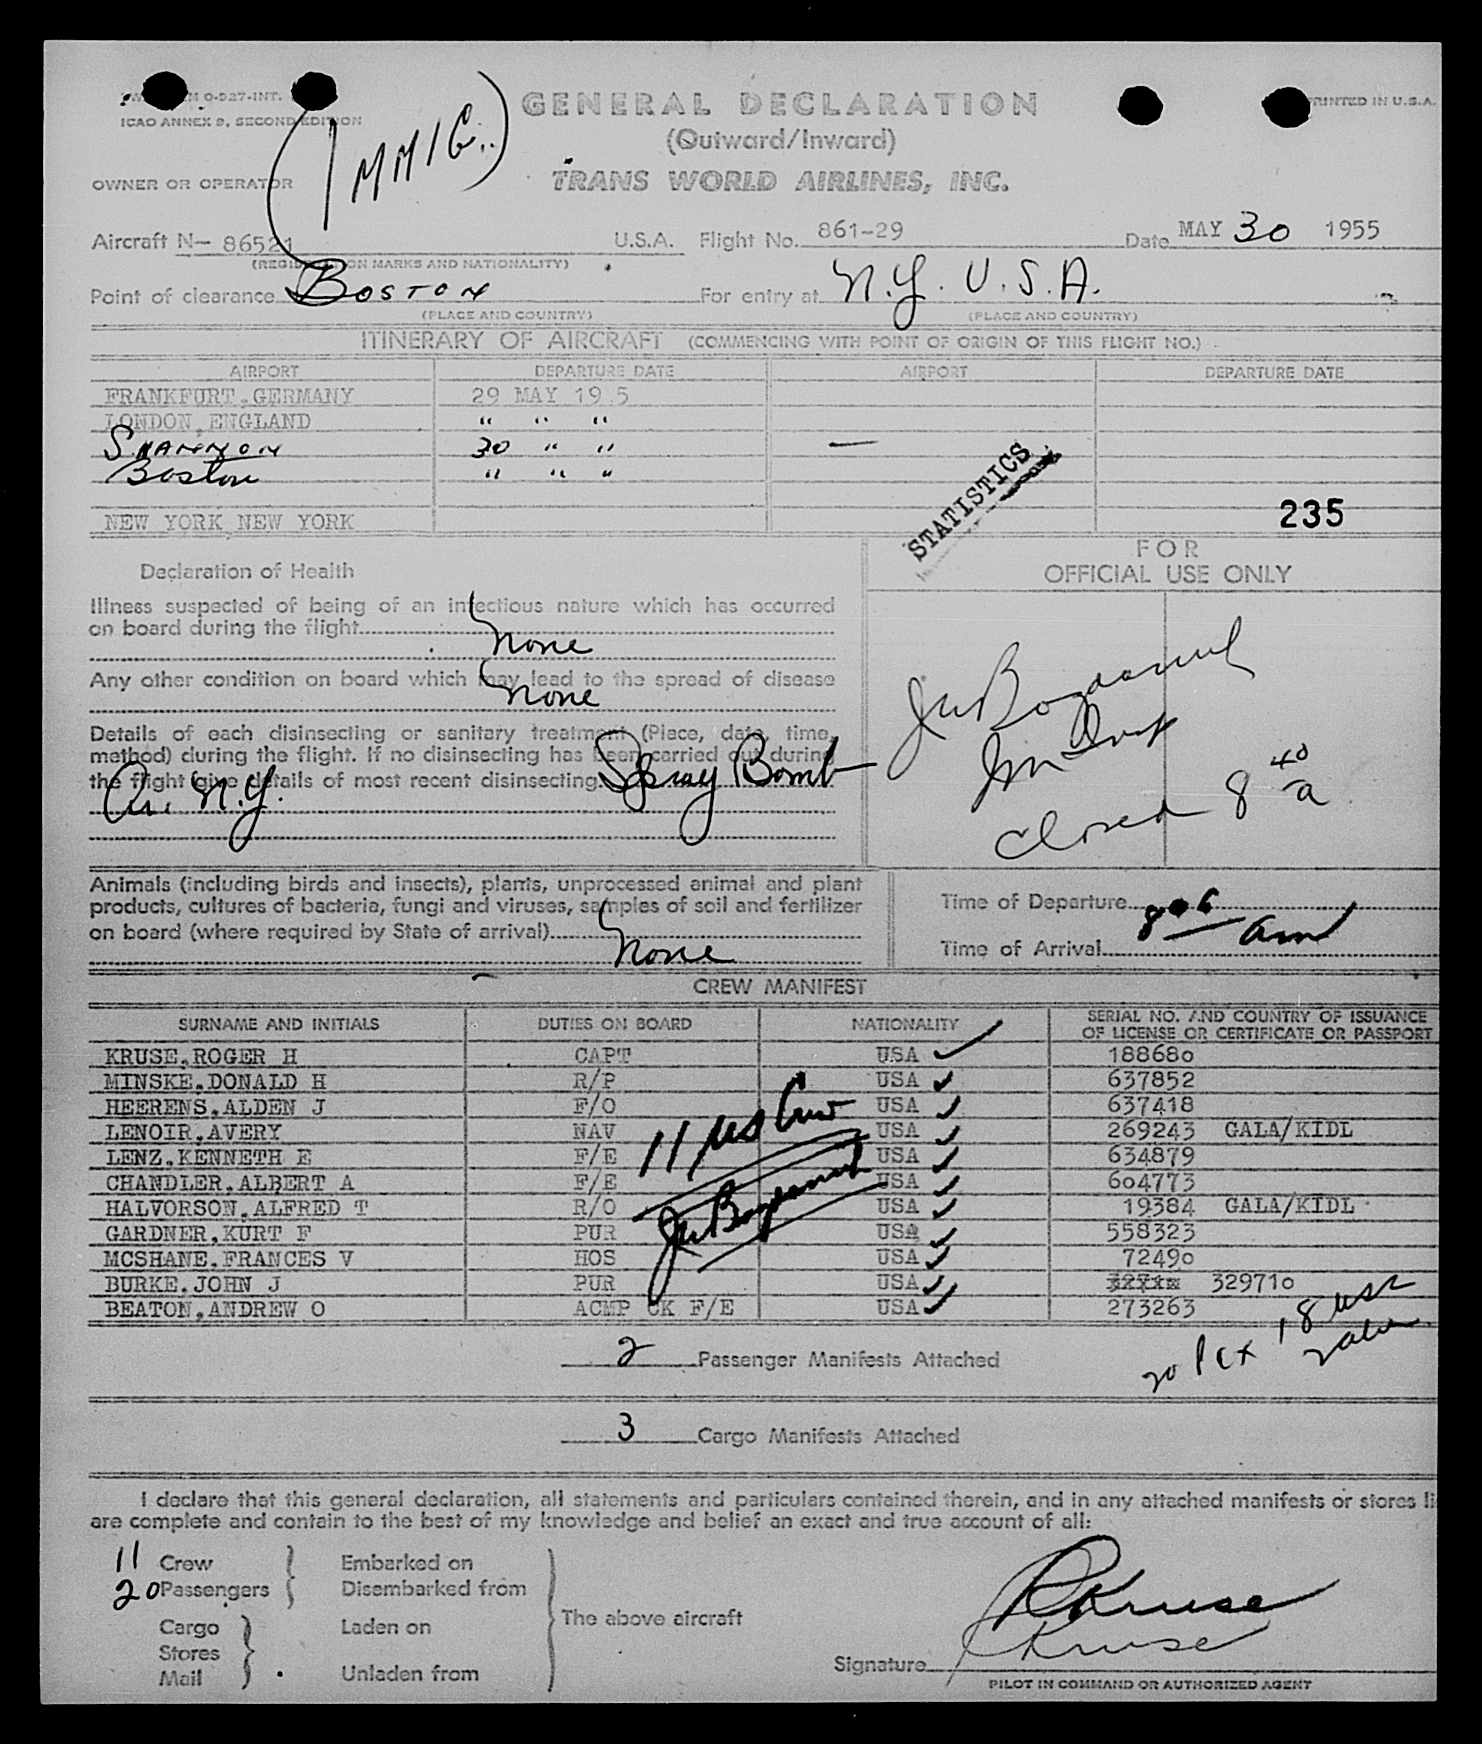 O-927-INT.
ICAO ANNEX 9, SECOND EDITION
(1 MMIG.)
GENERAL DECLARATION
(Outward/Inward)
TRANS WORLD AIRLINES, INC.
PRINTED IN U.S.A.
OWNER OR OPERATOR
Aircraft N- 86521 U.S.A. Flight No. 861-29 Date MAY 30 1955
(REGISTRATION MARKS AND NATIONALITY)
Point of clearance Boston For entry at N.Y. U.S.A.
(PLACE AND COUNTRY) (PLACE AND COUNTRY)
ITINERARY OF AIRCRAFT (COMMENCING WITH POINT OF ORIGIN OF THIS FLIGHT NO.)
AIRPORT DEPARTURE DATE AIRPORT DEPARTURE DATE
FRANKFURT, GERMANY 29 MAY 19 5
LONDON, ENGLAND " " "
SHANNON 30 " " —
Boston " " "
NEW YORK NEW YORK
STATISTICS
235
Declaration of Health
FOR
OFFICIAL USE ONLY
Illness suspected of being of an infectious nature which has occurred
on board during the flight none
Any other condition on board which may lead to the spread of disease
none
Details of each disinsecting or sanitary treatment (Place, date, time,
method) during the flight. If no disinsecting has been carried out during
the flight give details of most recent disinsecting. Spray Bomb
Ar. N.Y.
closed 8 40 a
Animals (including birds and insects), plants, unprocessed animal and plant
products, cultures of bacteria, fungi and viruses, samples of soil and fertilizer
on board (where required by State of arrival) none
Time of Departure
Time of Arrival 8 06 am
CREW MANIFEST
SURNAME AND INITIALS DUTIES ON BOARD NATIONALITY SERIAL NO. AND COUNTRY OF ISSUANCE
OF LICENSE OR CERTIFICATE OR PASSPORT
KRUSE, ROGER H CAPT USA 188680
MINSKE, DONALD H R/P USA 637852
HEERENS, ALDEN J F/O USA 637418
LENOIR, AVERY NAV USA 269243 GALA/KIDL
LENZ, KENNETH E F/E USA 634879
CHANDLER, ALBERT A F/E USA 604773
HALVORSON, ALFRED T R/O USA 19384 GALA/KIDL
GARDNER, KURT F PUR USA 558323
MCSHANE, FRANCES V HOS USA 72490
BURKE, JOHN J PUR USA 329710
BEATON, ANDREW O ACMP CK F/E USA 273263
11
2 Passenger Manifests Attached
20 18
3 Cargo Manifests Attached
I declare that this general declaration, all statements and particulars contained therein, and in any attached manifests or stores li
are complete and contain to the best of my knowledge and belief an exact and true account of all:
11 Crew Embarked on
20 Passengers Disembarked from
Cargo Laden on The above aircraft
Stores
Mail Unladen from
RKruse
Kruse
Signature
PILOT IN COMMAND OR AUTHORIZED AGENT